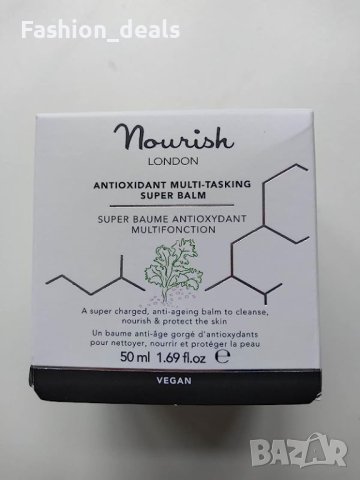 Fashion_deals
nourish
LONDON
ANTIOXIDANT MULTI-TASKING
SUPER BALM
SUPER BAUME ANTIOXYDANT
MULTIFONCTION
A super charged, anti-ageing balm to cleanse,
nourish & protect the skin
Un baume anti-âge gorgé d'antioxydants
pour nettoyer, nourrir et protéger la peau
50 ml 1.69 fl.oz ℮
VEGAN
BAZAR